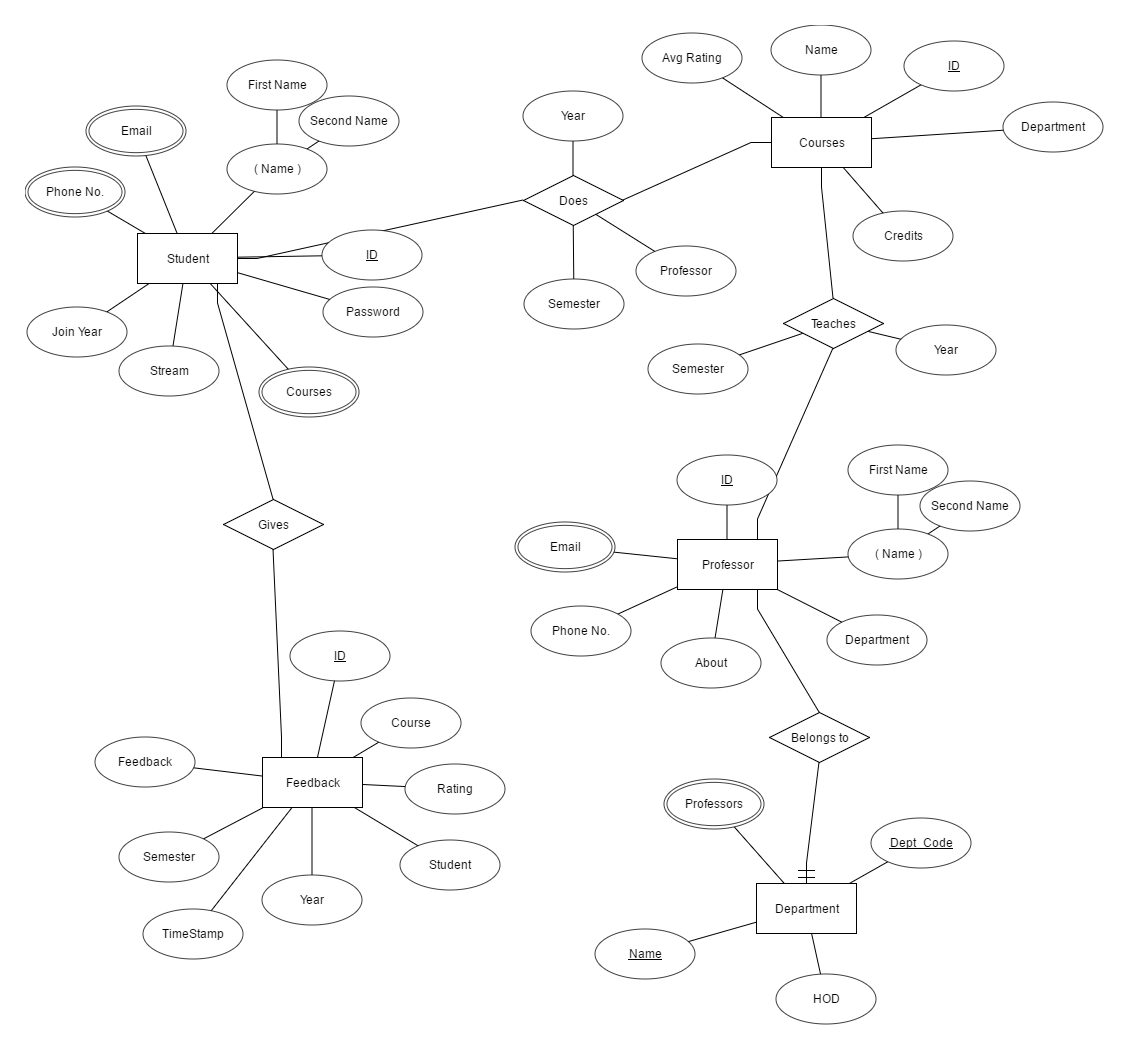 Name
Avg Rating
ID
First Name
Year
Second Name
Department
Email
Courses
( Name )
Phone No.
Does
Credits
Student
ID
Professor
Semester
Password
Teaches
Join Year
Year
Stream
Semester
Courses
First Name
ID
Second Name
Gives
Email
( Name )
Professor
Phone No.
Department
ID
About
Course
Belongs to
Feedback
Feedback
Rating
Professors
Dept_Code
Semester
Student
Year
Department
TimeStamp
Name
HOD